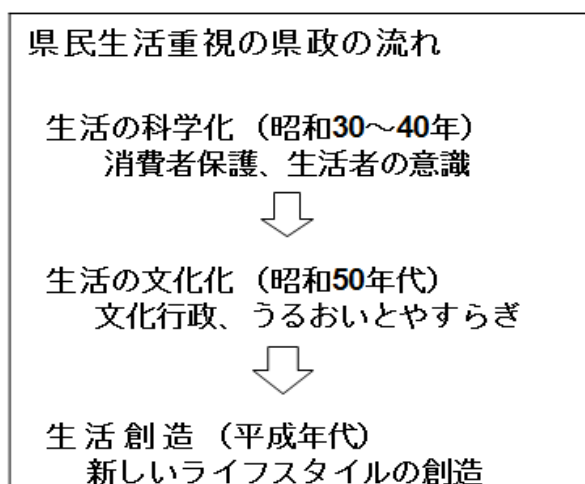 県民生活重視の県政の流れ
生活の科学化（昭和30～40年）
消費者保護、生活者の意識
生活の文化化（昭和50年代）
文化行政、うるおいとやすらぎ
生活創造（平成年代）
新しいライフスタイルの創造